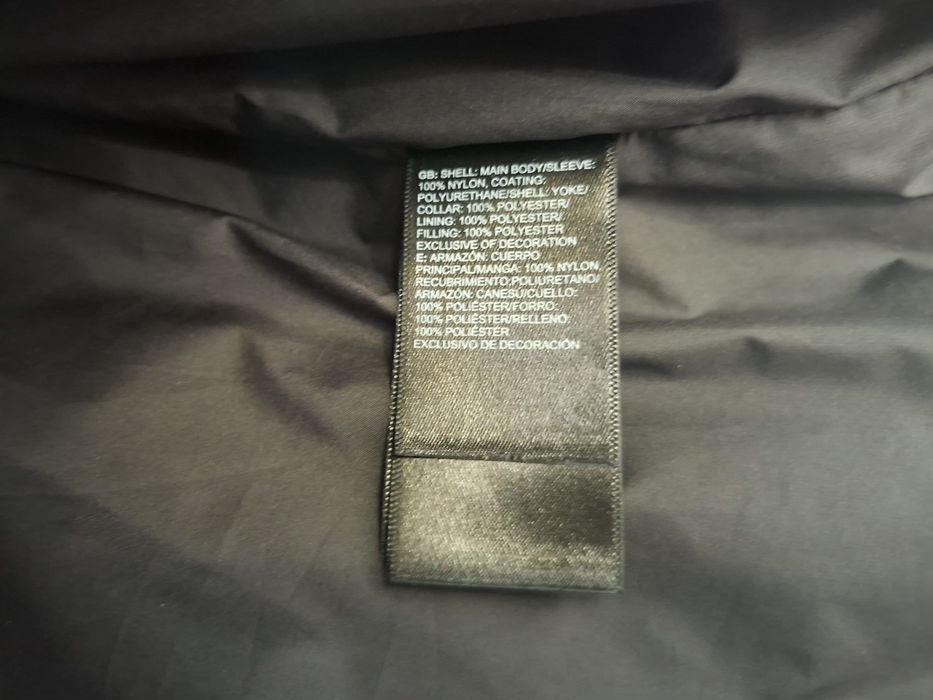 GB: SHELL: MAIN BODY/SLEEVE:
100% NYLON, COATING:
POLYURETHANE/SHELL: YOKE/
COLLAR: 100% POLYESTER/
LINING: 100% POLYESTER/
FILLING: 100% POLYESTER
EXCLUSIVE OF DECORATION
E: ARMAZÓN: CUERPO
PRINCIPAL/MANGA: 100% NYLON,
RECUBRIMIENTO:POLIURETANO/
ARMAZÓN: CANESÚ/CUELLO:
100% POLIÉSTER/FORRO:
100% POLIÉSTER/RELLENO:
100% POLIÉSTER
EXCLUSIVO DE DECORACIÓN